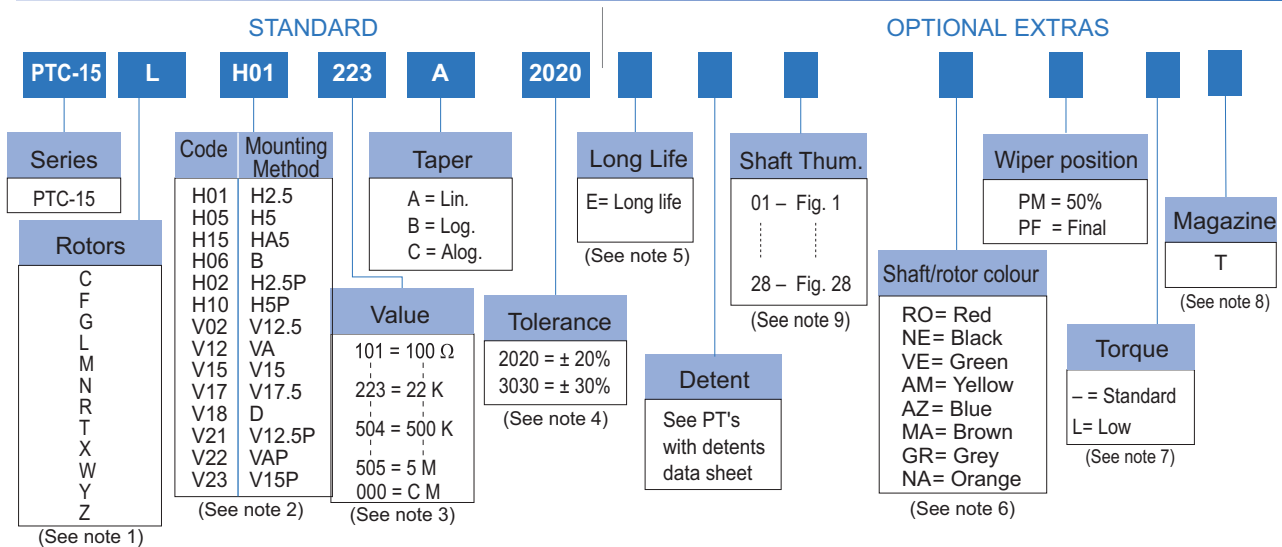 STANDARD
OPTIONAL EXTRAS
PTC-15 L H01 223 A 2020
Series
PTC-15
Rotors
C
F
G
L
M
N
R
T
X
W
Y
Z
(See note 1)
Code Mounting Method
H01 H2.5
H05 H5
H15 HA5
H06 B
H02 H2.5P
H10 H5P
V02 V12.5
V12 VA
V15 V15
V17 V17.5
V18 D
V21 V12.5P
V22 VAP
V23 V15P
(See note 2)
Taper
A = Lin.
B = Log.
C = Alog.
Value
101 = 100 Ω
223 = 22 K
504 = 500 K
505 = 5 M
000 = C M
(See note 3)
Tolerance
2020 = ± 20%
3030 = ± 30%
(See note 4)
Long Life
E= Long life
(See note 5)
Detent
See PT's
with detents
data sheet
Shaft Thum.
01 – Fig. 1
28 – Fig. 28
(See note 9)
Shaft/rotor colour
RO= Red
NE= Black
VE= Green
AM= Yellow
AZ= Blue
MA= Brown
GR= Grey
NA= Orange
(See note 6)
Wiper position
PM = 50%
PF = Final
Torque
– = Standard
L= Low
(See note 7)
Magazine
T
(See note 8)